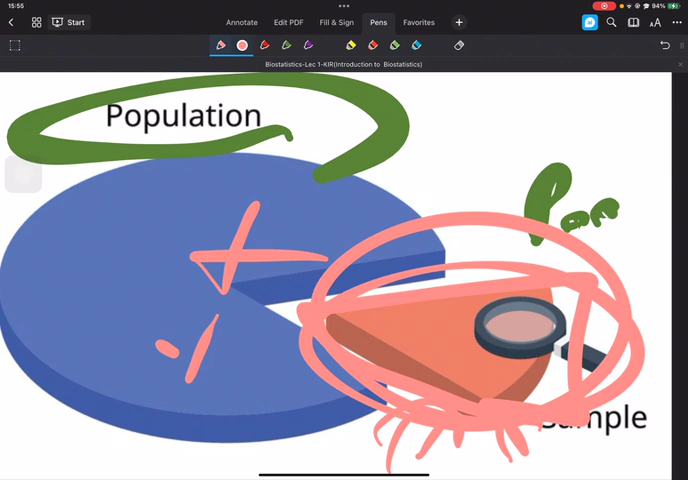 15:55
94%
Start
Annotate Edit PDF Fill & Sign Pens Favorites
Biostatistics-Lec 1-KIR(Introduction to Biostatistics)
Population
Sample